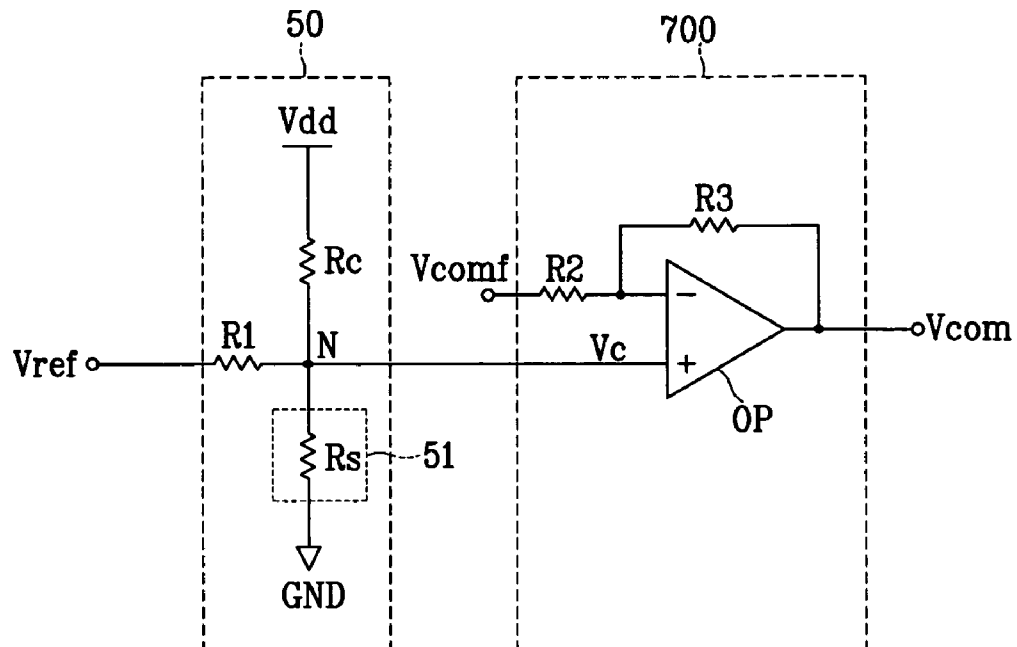 50
700
Vdd
R3
Rc
Vcomf
R2
−
R1
N
Vref
Vc
+
Vcom
OP
Rs
51
GND